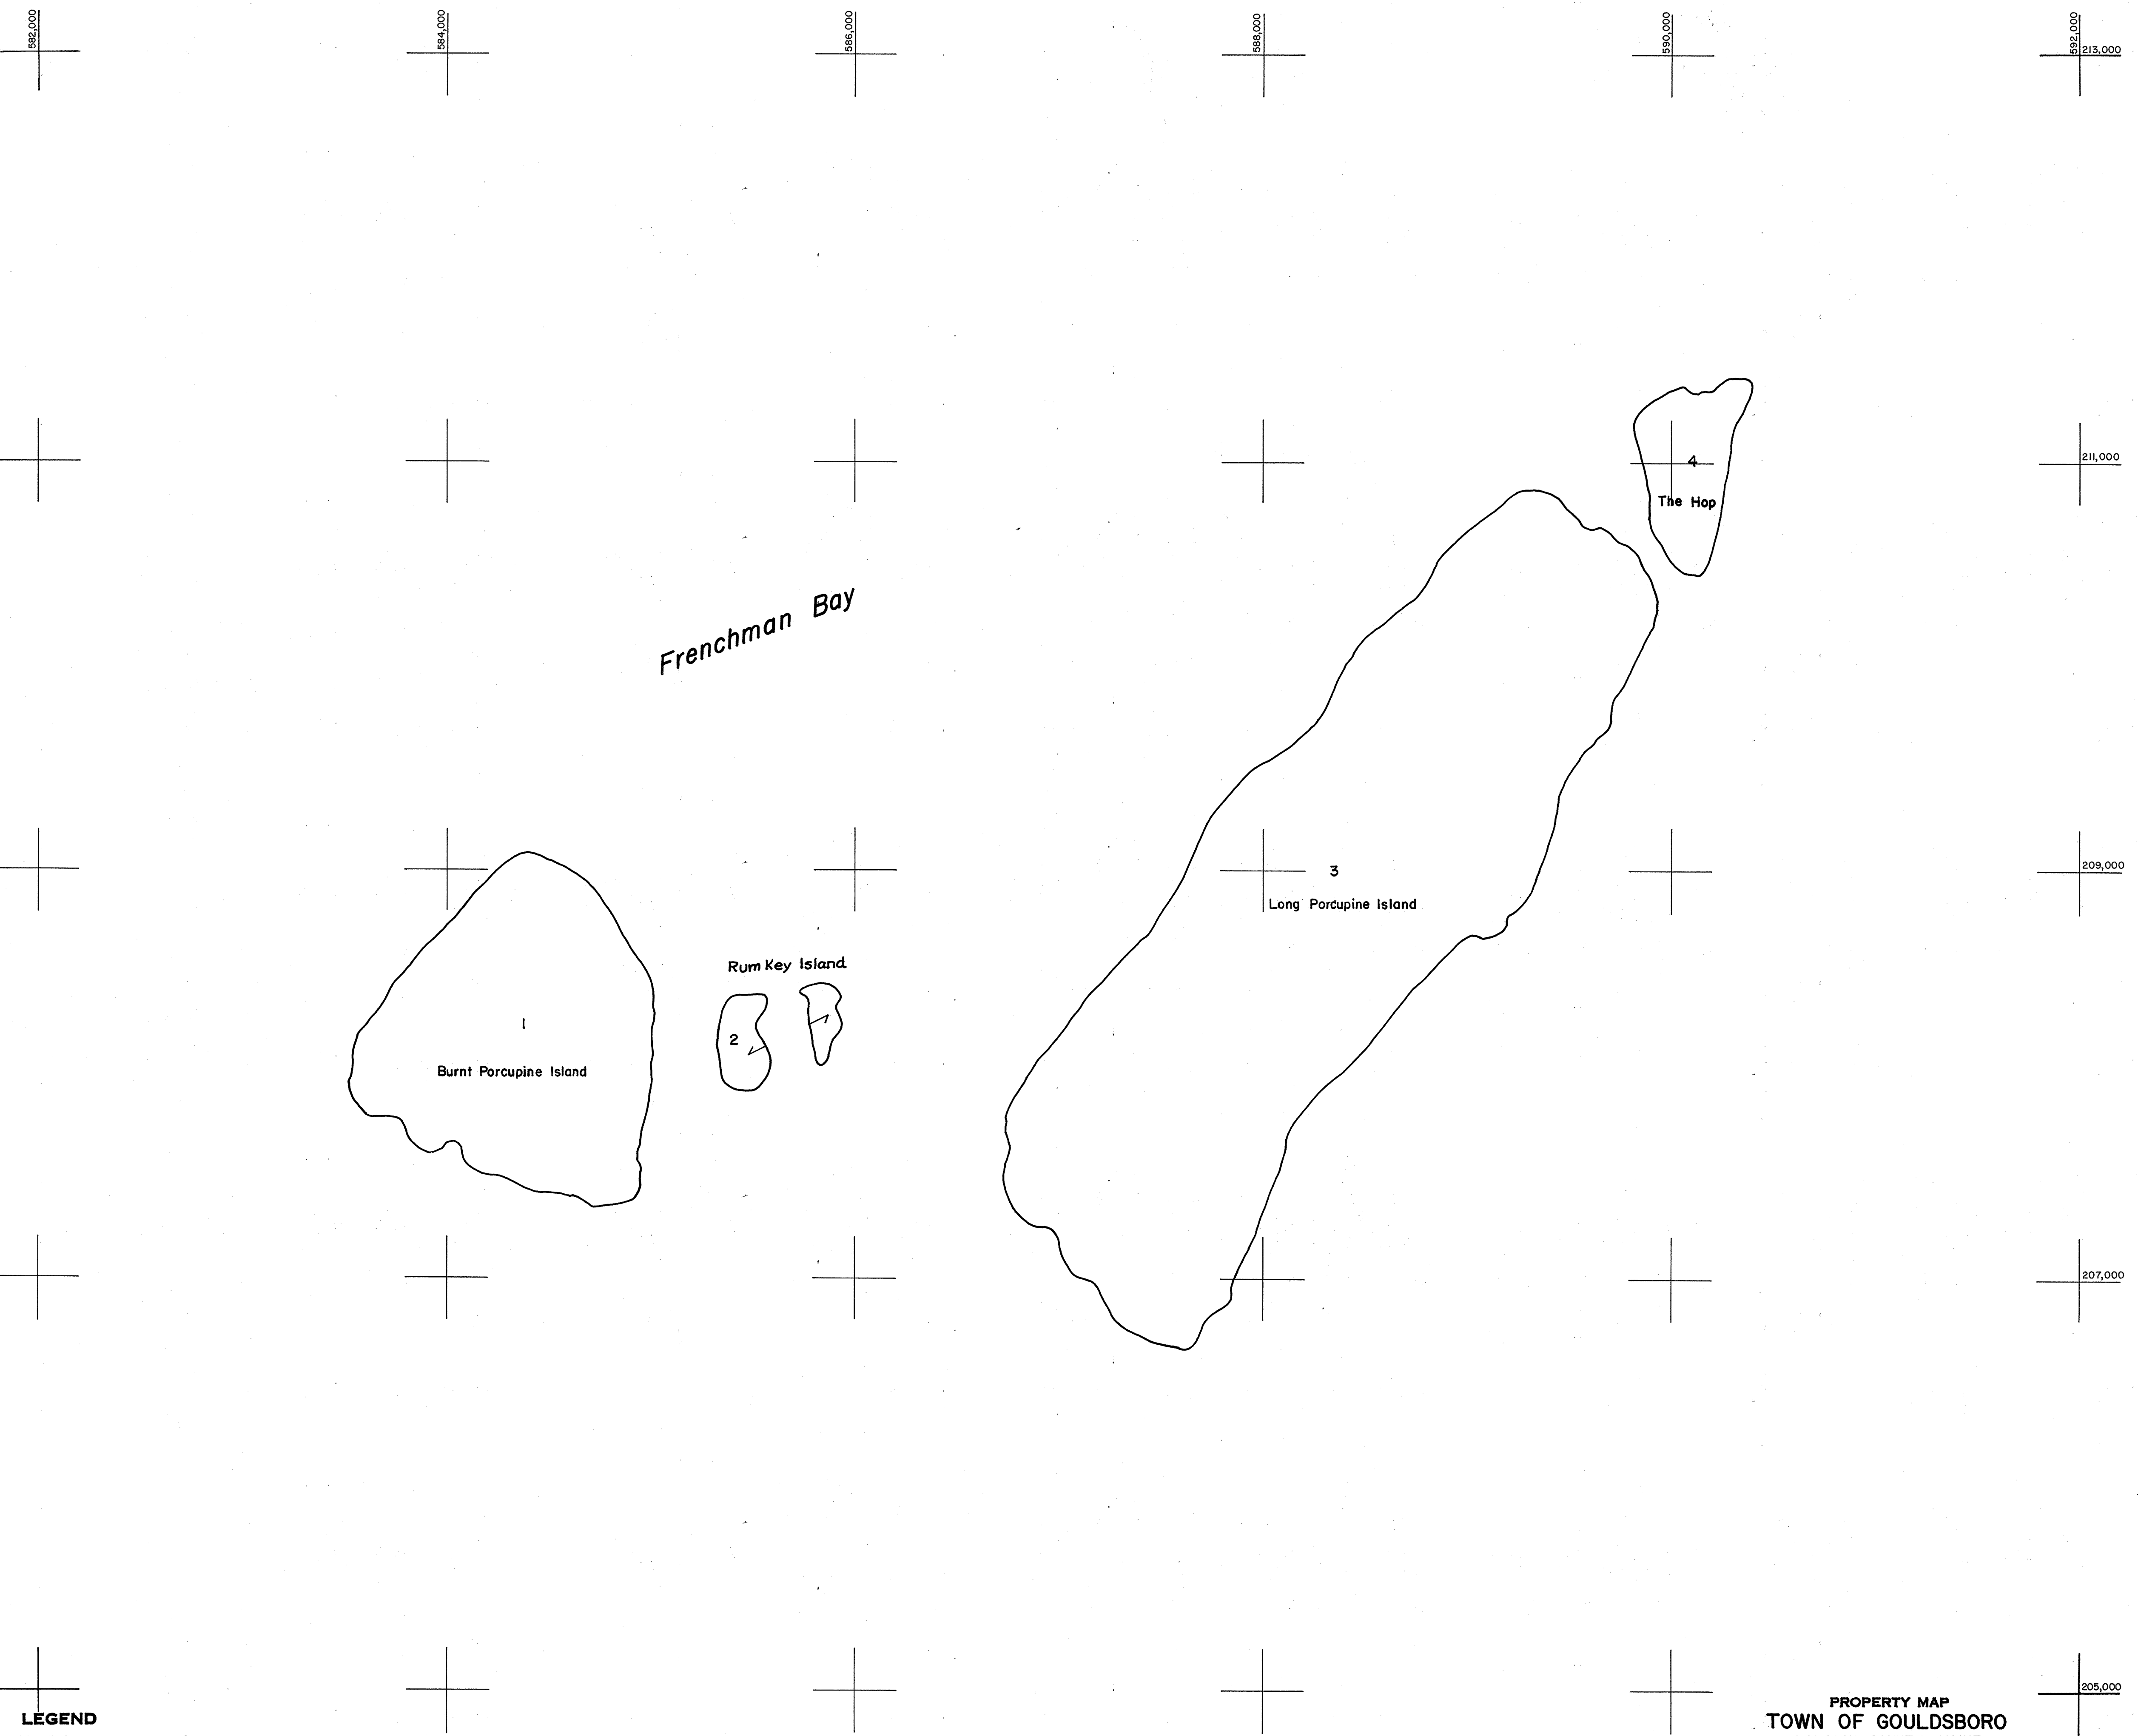 582,000
584,000
586,000
588,000
590,000
592,000
213,000
211,000
4
The Hop
Frenchman Bay
209,000
3
Long Porcupine Island
Rum Key Island
1
2
Burnt Porcupine Island
207,000
205,000
LEGEND
PROPERTY MAP
TOWN OF GOULDSBORO